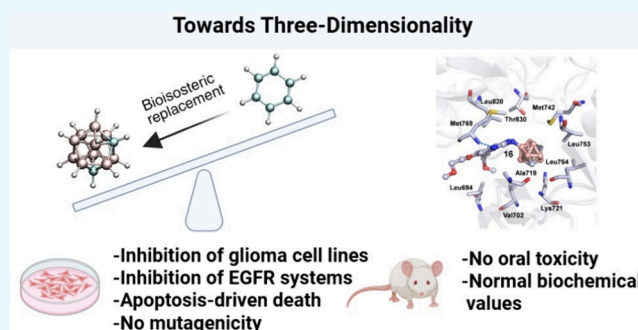 Towards Three-Dimensionality
Bioisosteric
replacement
Leu820
Met742
Thr830
Met769
Leu753
16
Leu764
Ala719
Leu694
Lys721
Val702
-Inhibition of glioma cell lines
-Inhibition of EGFR systems
-Apoptosis-driven death
-No mutagenicity
-No oral toxicity
-Normal biochemical
values